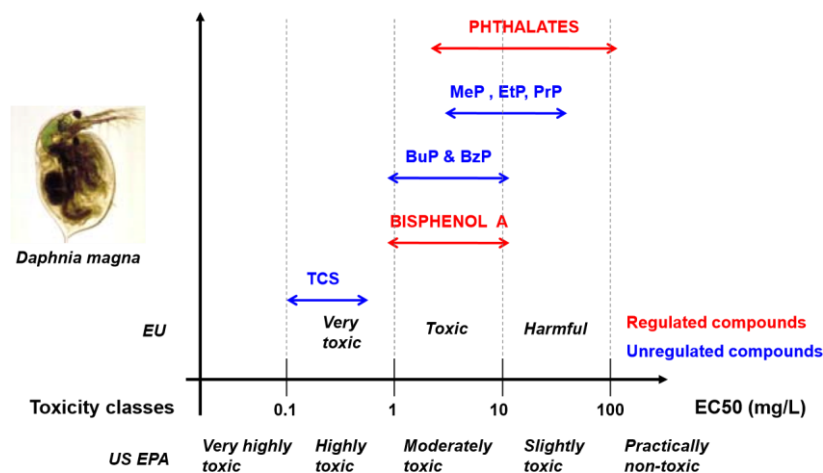 PHTHALATES
MeP , EtP, PrP
BuP & BzP
BISPHENOL A
Daphnia magna
TCS
EU
Very
toxic
Toxic
Harmful
Regulated compounds
Unregulated compounds
Toxicity classes
0.1
1
10
100
EC50 (mg/L)
US EPA
Very highly
toxic
Highly
toxic
Moderately
toxic
Slightly
toxic
Practically
non-toxic